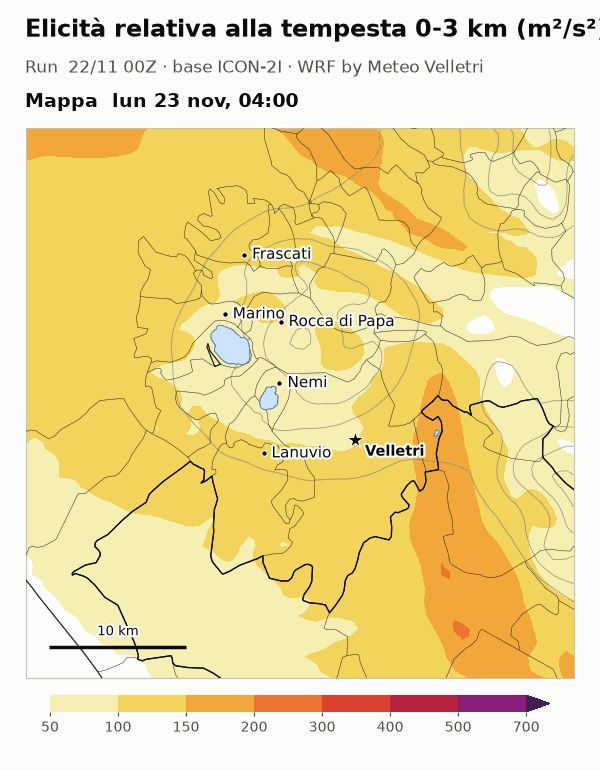 Elicità relativa alla tempesta 0-3 km (m²/s²)
Run 22/11 00Z · base ICON-2I · WRF by Meteo Velletri
Mappa lun 23 nov, 04:00
Frascati
Marino
Rocca di Papa
Nemi
Velletri
Lanuvio
10 km
50 100 150 200 300 400 500 700